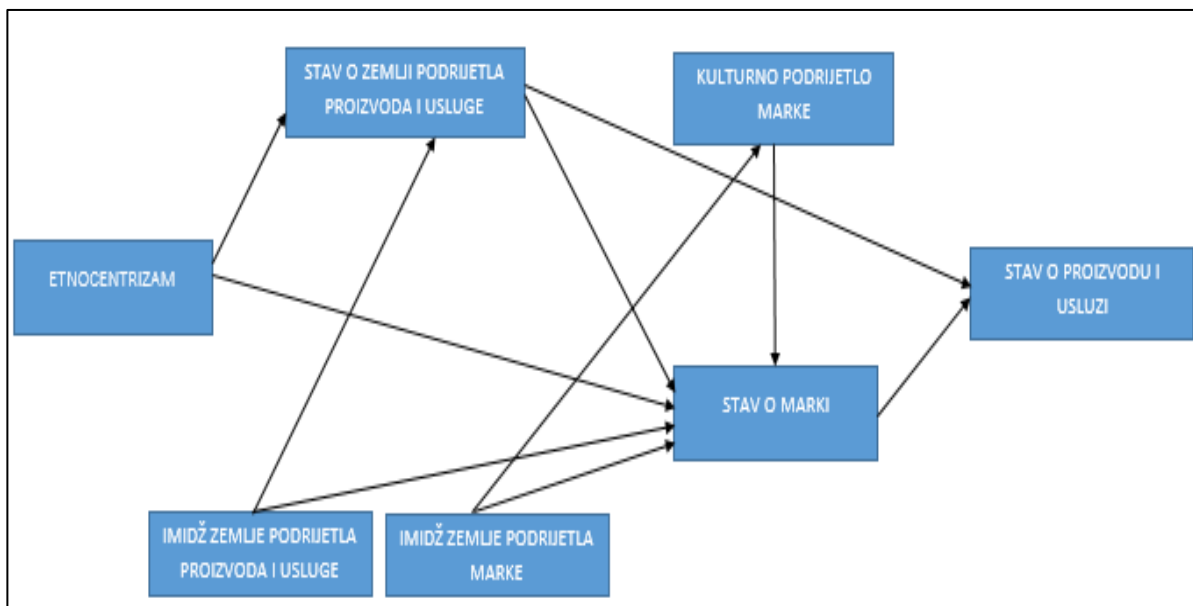 STAV O ZEMLJI PODRIJETLA
PROIZVODA I USLUGE
KULTURNO PODRIJETLO
MARKE
ETNOCENTRIZAM
STAV O PROIZVODU I
USLUZI
STAV O MARKI
IMIDŽ ZEMLJE PODRIJETLA
PROIZVODA I USLUGE
IMIDŽ ZEMLJE PODRIJETLA
MARKE